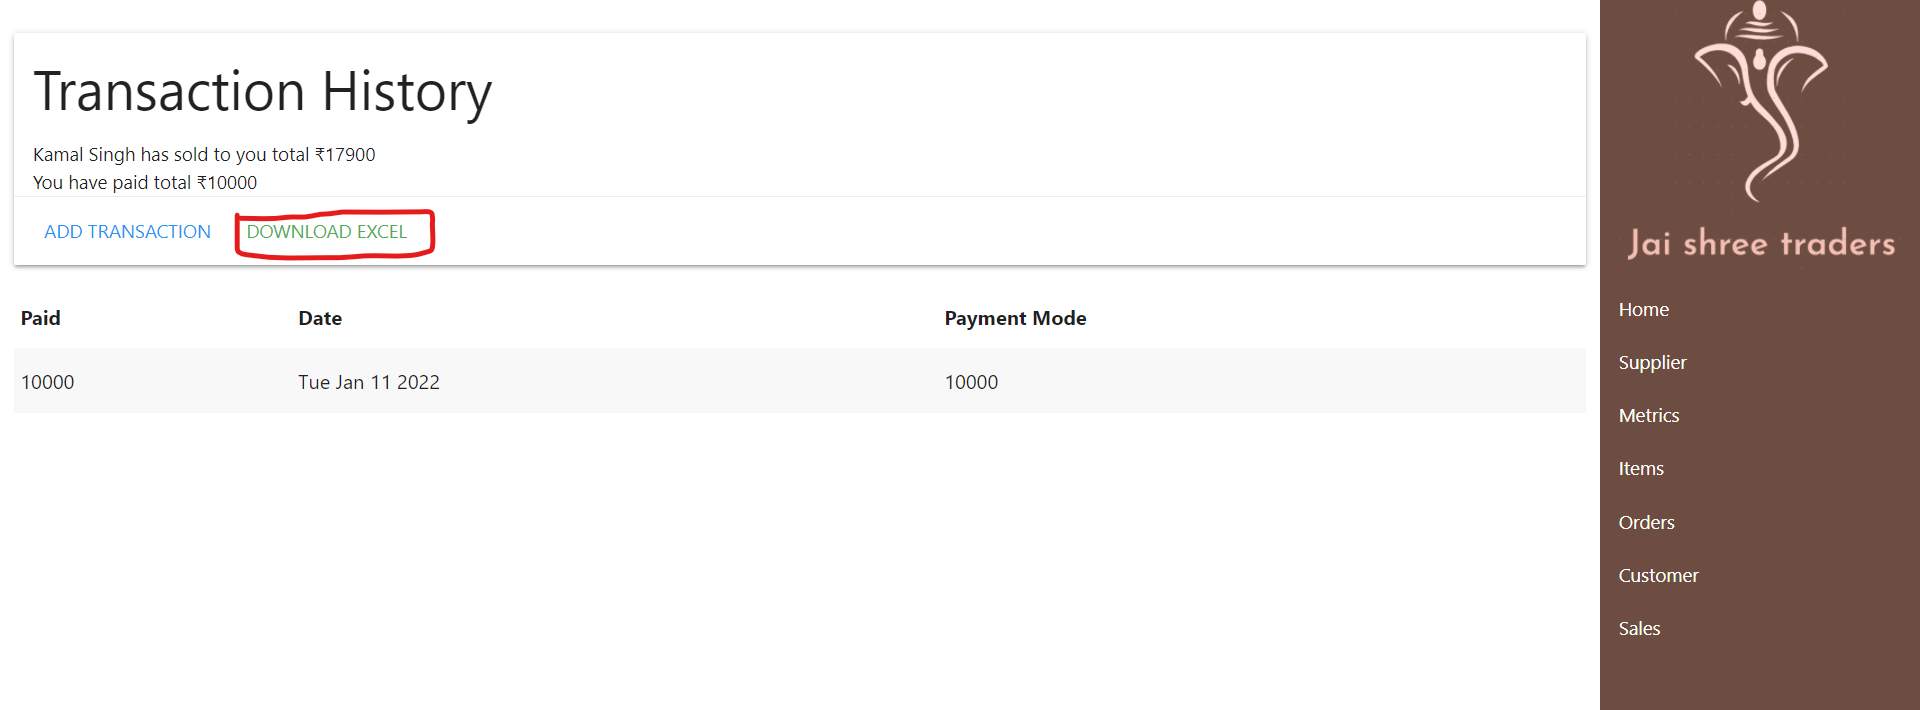 Transaction History
Kamal Singh has sold to you total ₹17900
You have paid total ₹10000
ADD TRANSACTION DOWNLOAD EXCEL
Paid Date Payment Mode
10000 Tue Jan 11 2022 10000
Jai shree traders
Home
Supplier
Metrics
Items
Orders
Customer
Sales